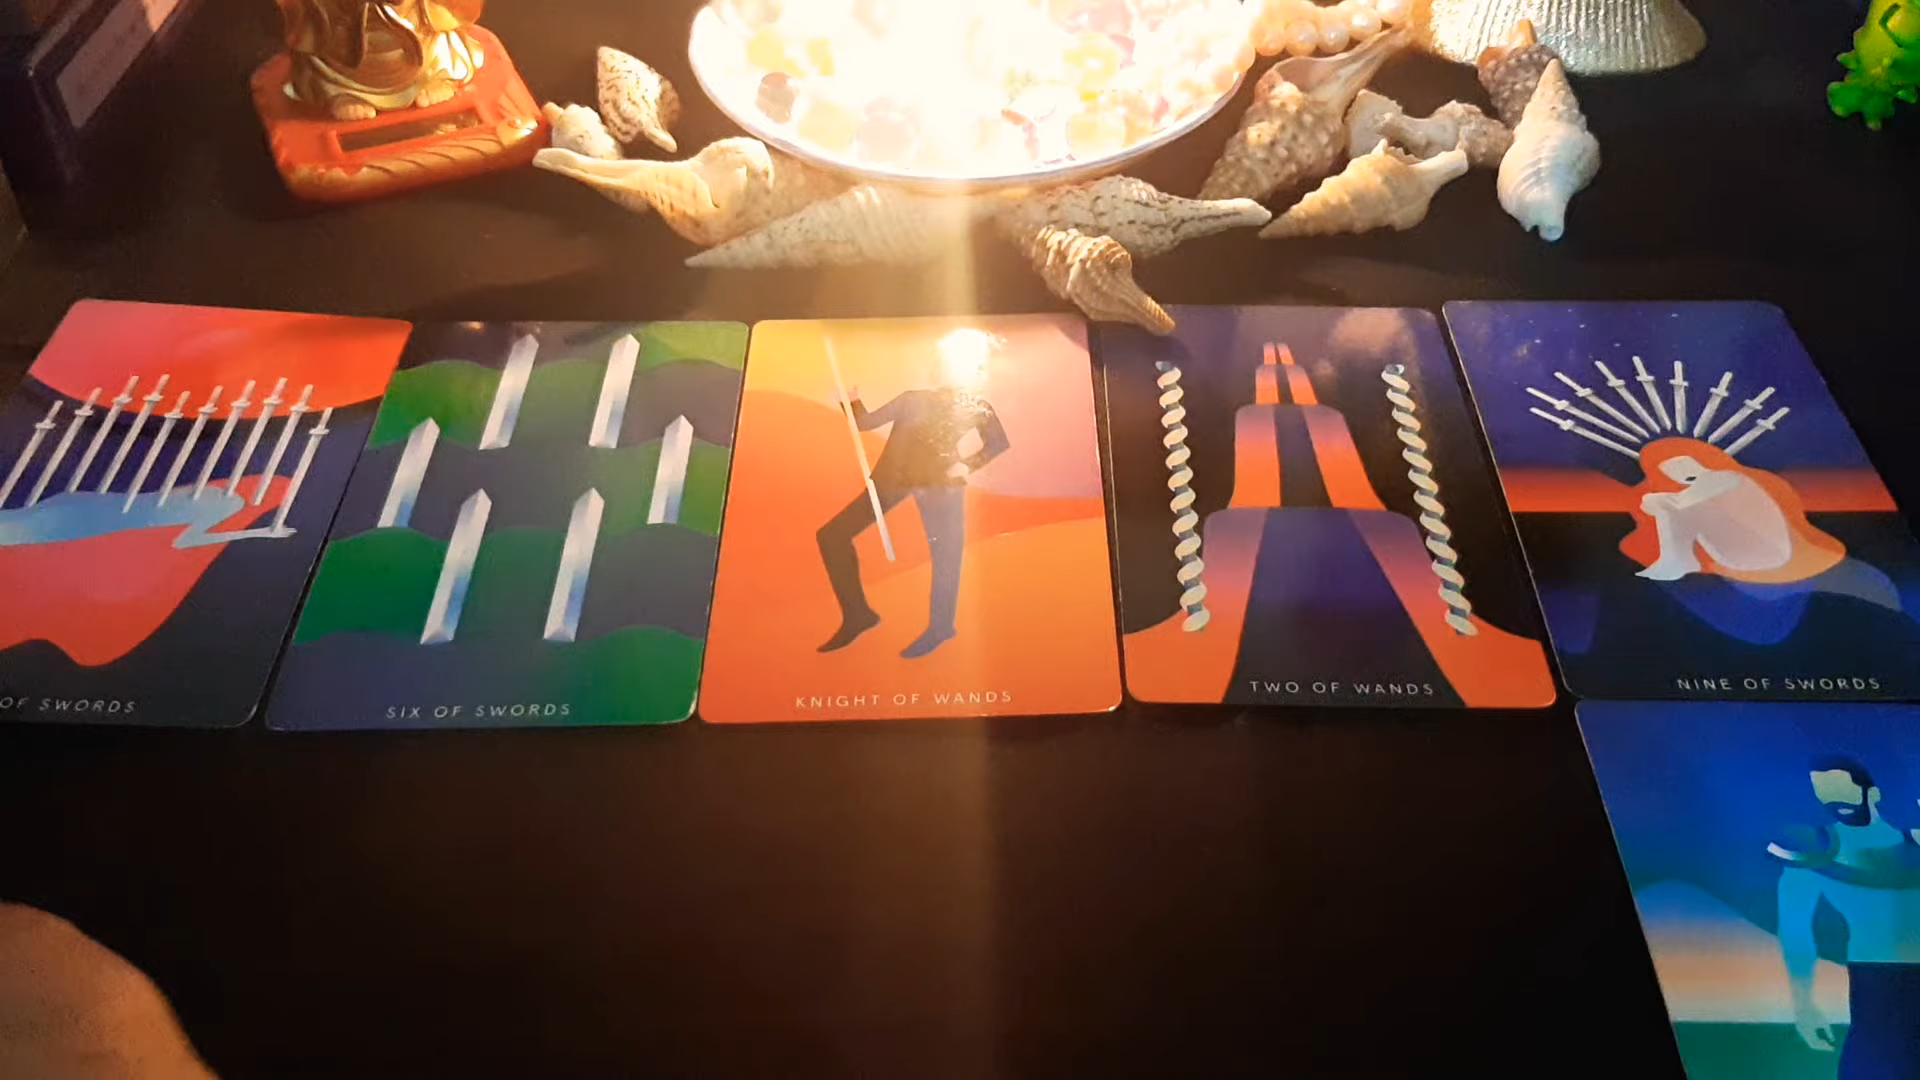 OF SWORDS
SIX OF SWORDS
KNIGHT OF WANDS
TWO OF WANDS
NINE OF SWORDS